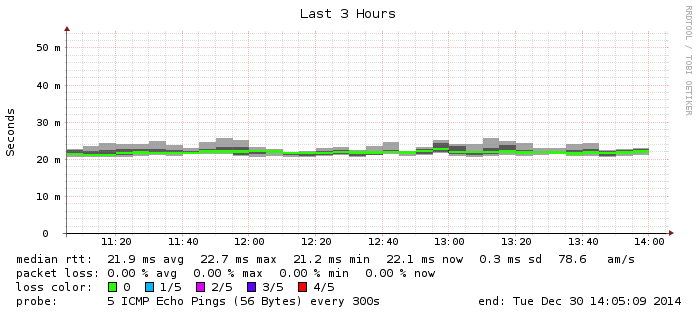 Last 3 Hours
RRDTOOL / TOBI OETIKER
Seconds
50 m
40 m
30 m
20 m
10 m
0
11:20 11:40 12:00 12:20 12:40 13:00 13:20 13:40 14:00
median rtt: 21.9 ms avg 22.7 ms max 21.2 ms min 22.1 ms now 0.3 ms sd 78.6 am/s
packet loss: 0.00 % avg 0.00 % max 0.00 % min 0.00 % now
loss color: 0 1/5 2/5 3/5 4/5
probe: 5 ICMP Echo Pings (56 Bytes) every 300s end: Tue Dec 30 14:05:09 2014